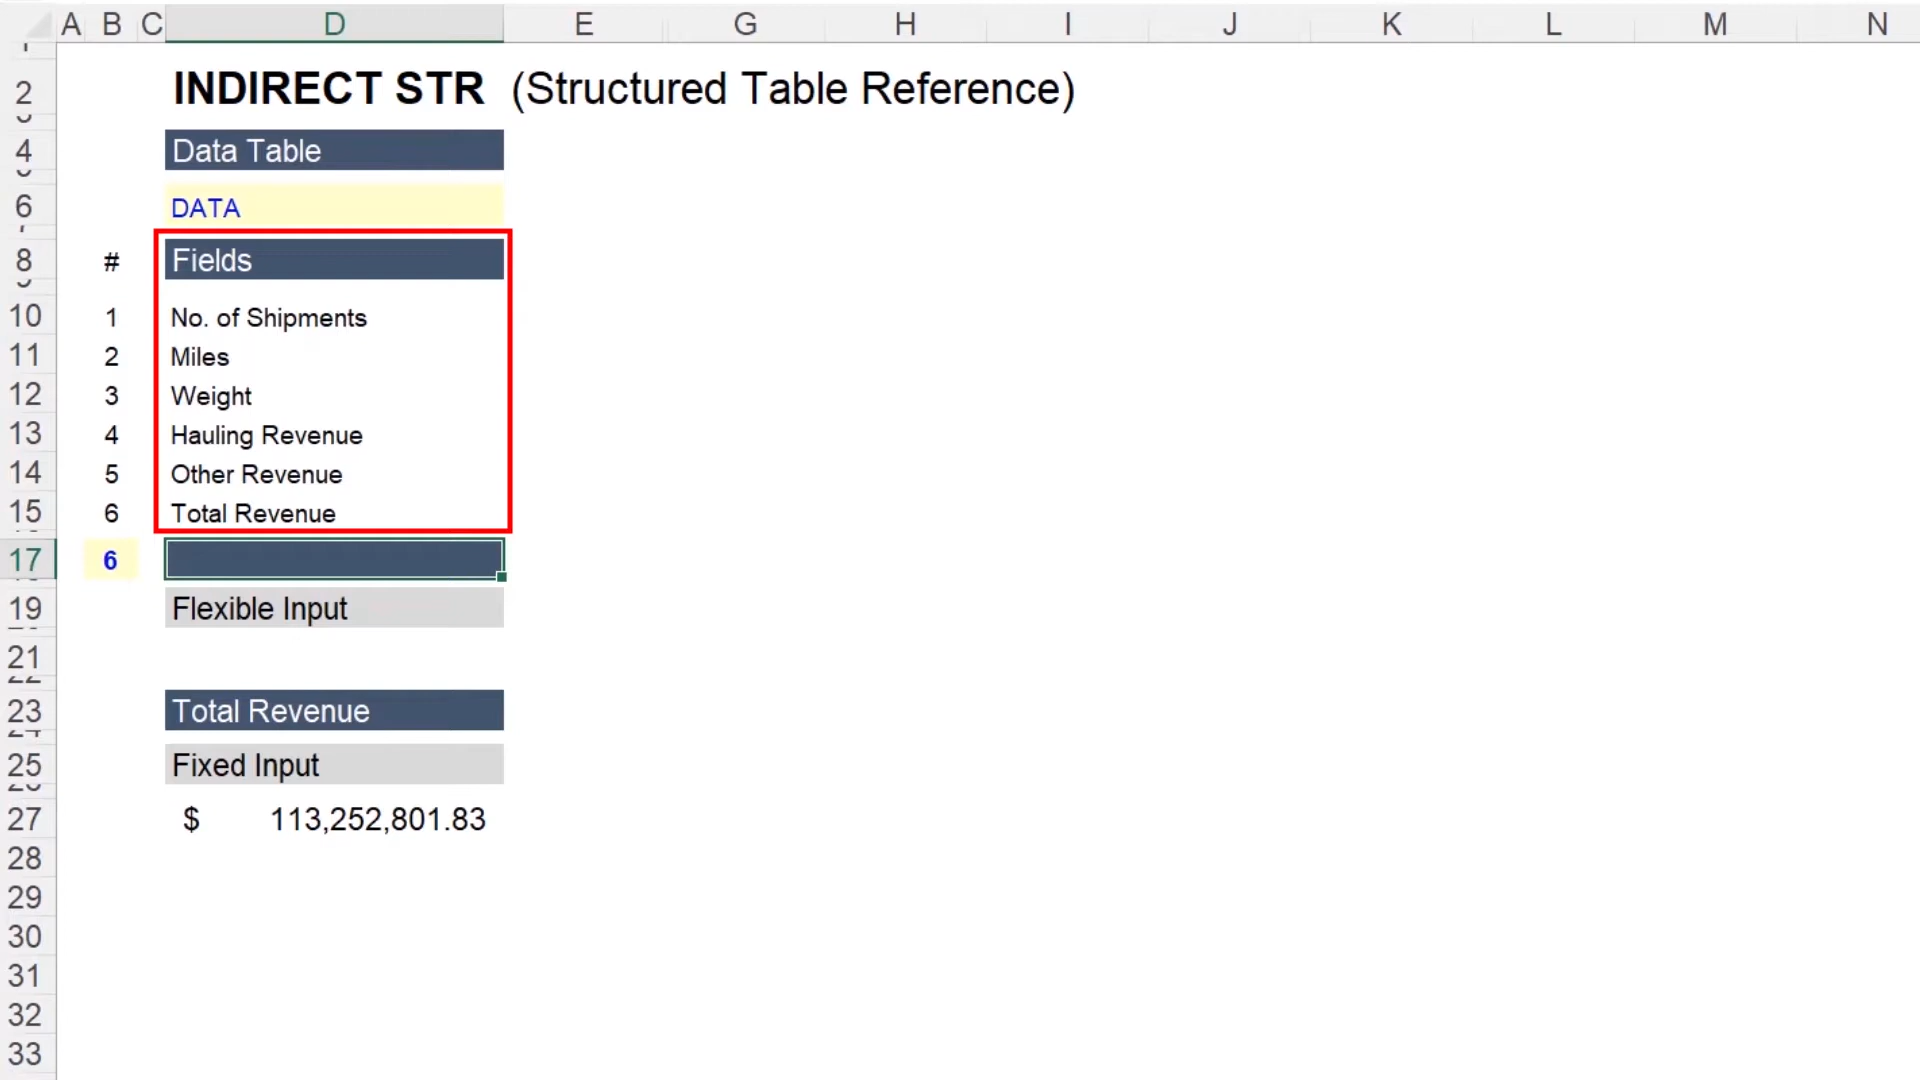 A B C D E F G H I J K L M N
2 INDIRECT STR (Structured Table Reference)
4 Data Table
6 DATA
8 # Fields
10 1 No. of Shipments
11 2 Miles
12 3 Weight
13 4 Hauling Revenue
14 5 Other Revenue
15 6 Total Revenue
17 6
19 Flexible Input
21
23 Total Revenue
25 Fixed Input
27 $ 113,252,801.83
28
29
30
31
32
33